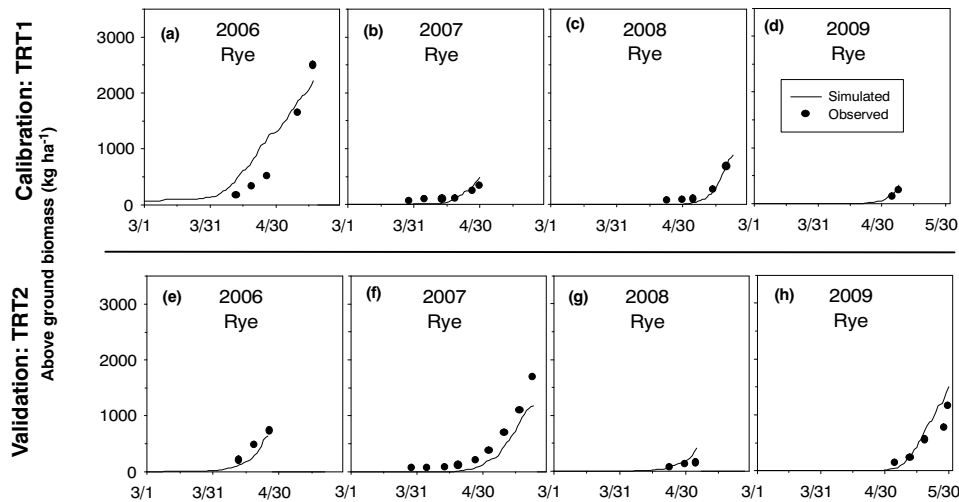 Calibration: TRT1
Validation: TRT2
Above ground biomass (kg ha⁻¹)
(a) 2006
Rye
(b) 2007
Rye
(c) 2008
Rye
(d) 2009
Rye
Simulated
Observed
3000
2000
1000
0
3/1 3/31 4/30 3/1 3/31 4/30 3/1 3/31 4/30 3/1 3/31 4/30 5/30
(e) 2006
Rye
(f) 2007
Rye
(g) 2008
Rye
(h) 2009
Rye
3000
2000
1000
0
3/1 3/31 4/30 3/1 3/31 4/30 3/1 3/31 4/30 3/1 3/31 4/30 5/30